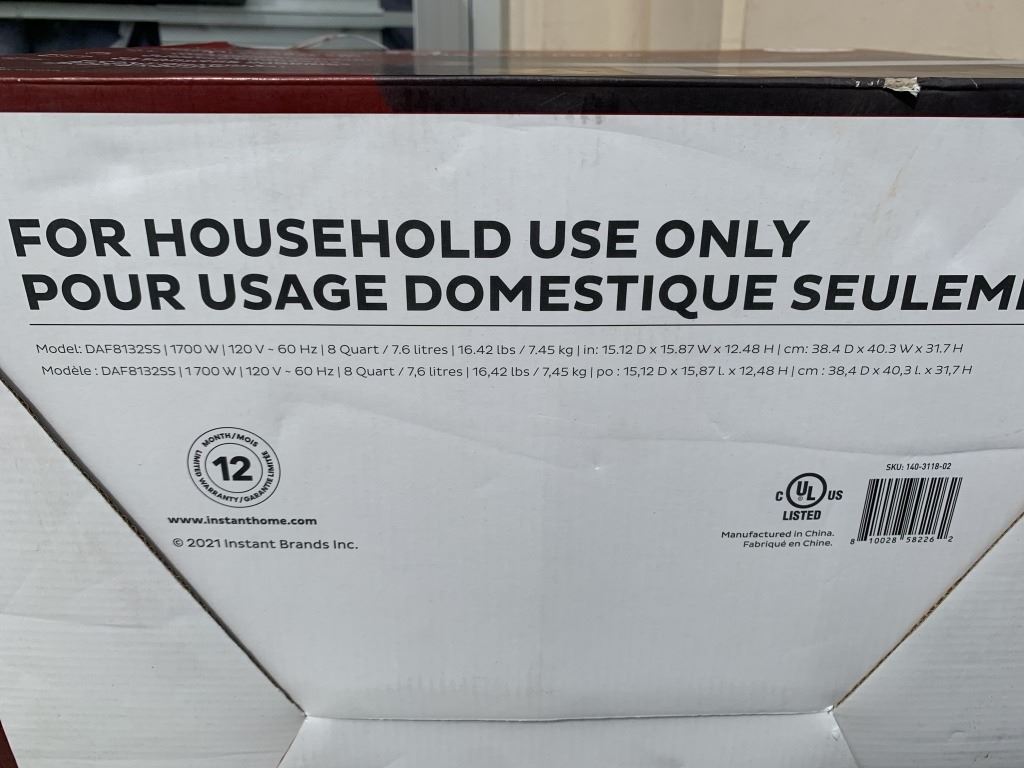 FOR HOUSEHOLD USE ONLY
POUR USAGE DOMESTIQUE SEULEM
Model: DAF8132SS | 1700 W | 120 V ~ 60 Hz | 8 Quart / 7.6 litres | 16.42 lbs / 7.45 kg | in: 15.12 D x 15.87 W x 12.48 H | cm: 38.4 D x 40.3 W x 31.7 H
Modèle : DAF8132SS | 1 700 W | 120 V ~ 60 Hz | 8 Quart / 7,6 litres | 16,42 lbs / 7,45 kg | po : 15,12 D x 15,87 l. x 12,48 H | cm : 38,4 D x 40,3 l. x 31,7 H
MONTH/MOIS
12
LIMITED WARRANTY/GARANTIE LIMITÉE
www.instanthome.com
© 2021 Instant Brands Inc.
C UL US
LISTED
Manufactured in China.
Fabriqué en Chine.
SKU: 140-3118-02
8 10028 58226 2